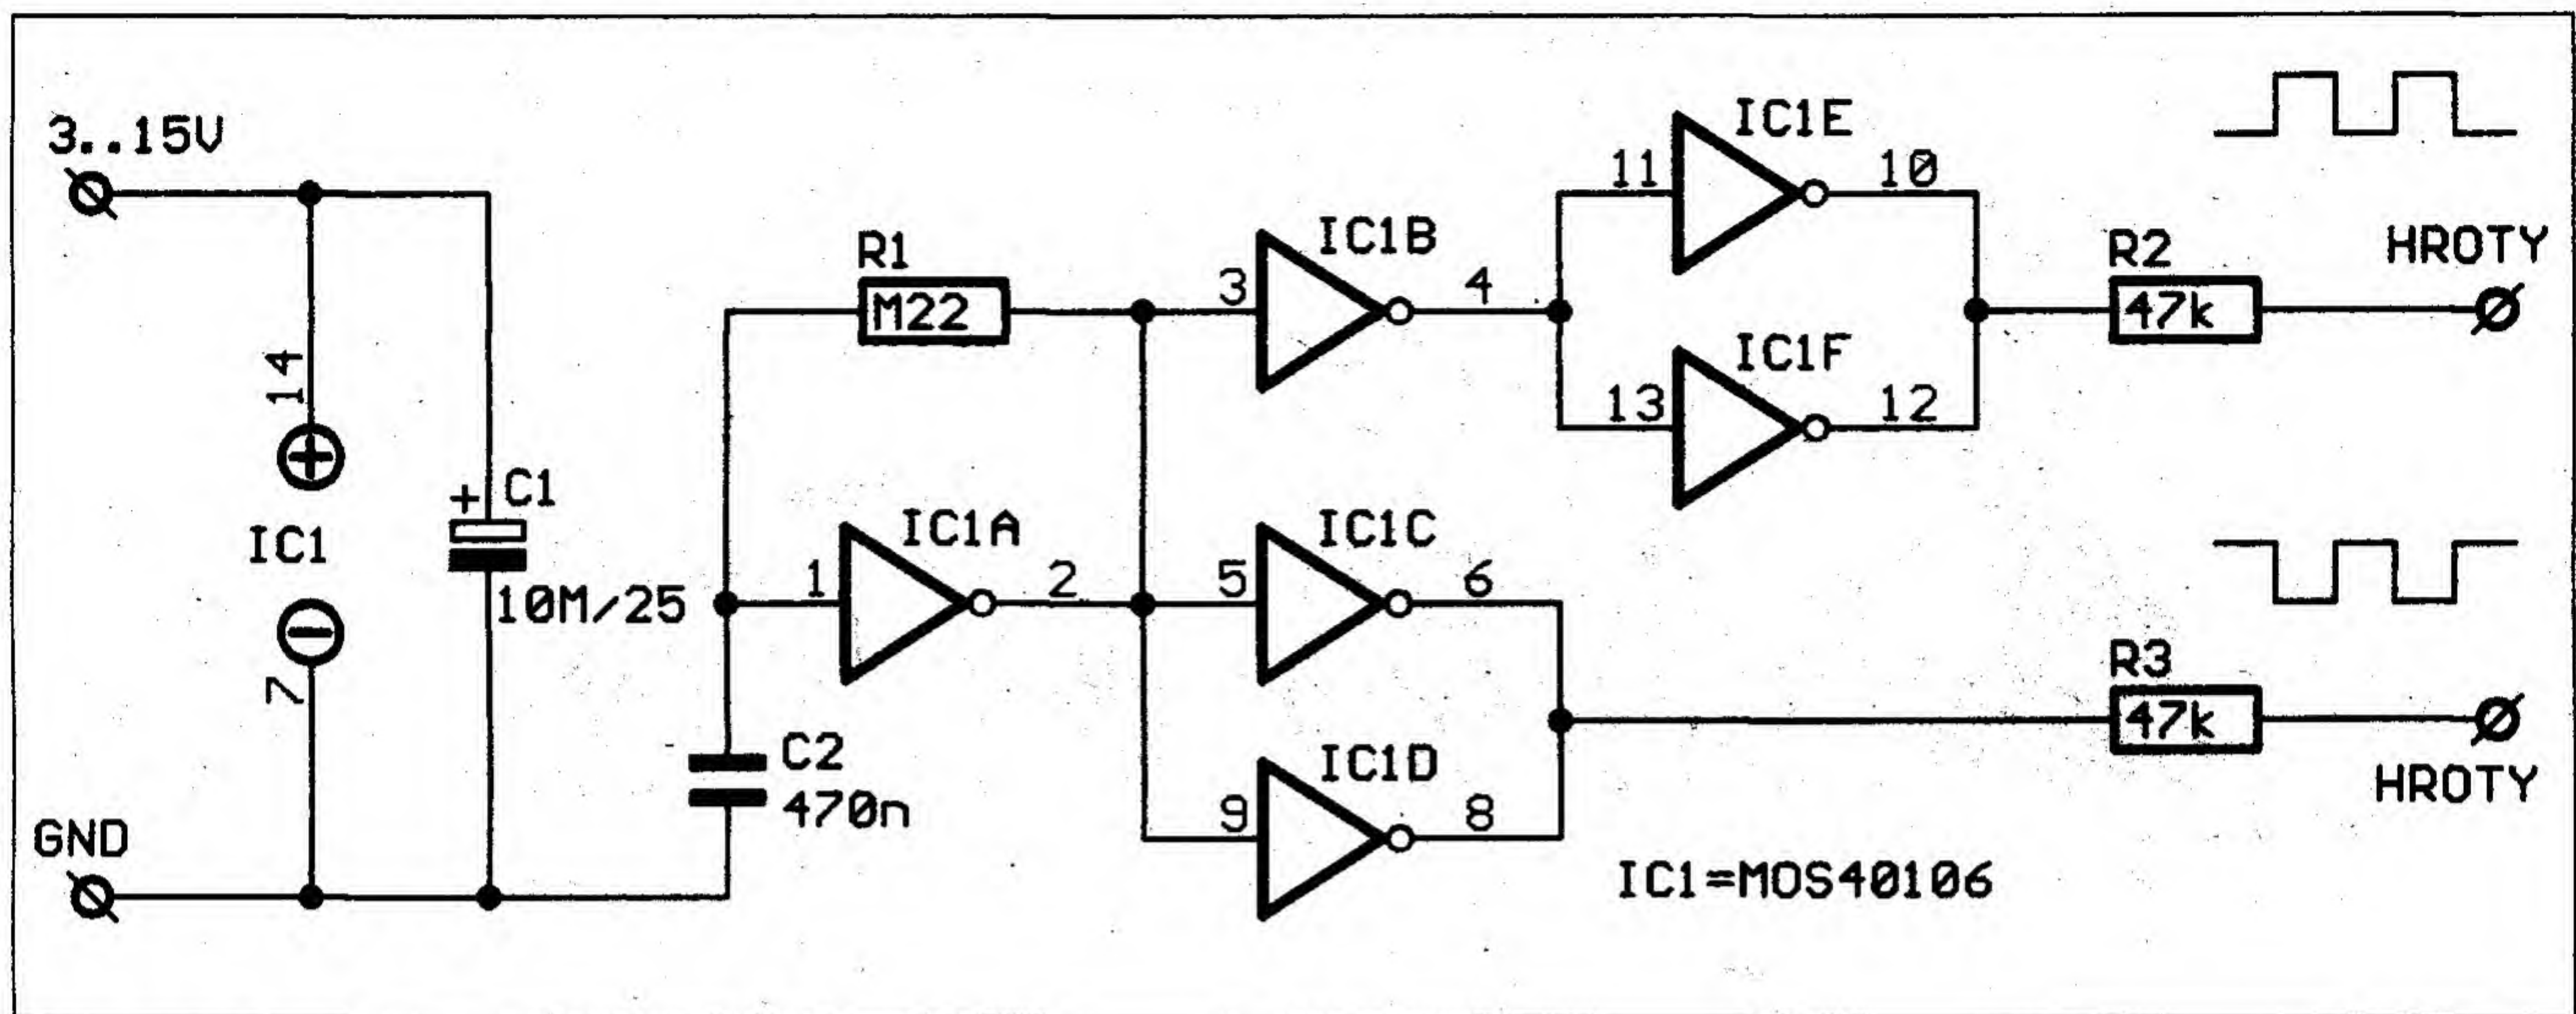 3..15V
14
IC1
7
+
C1
10M/25
GND
R1
M22
1
IC1A
2
C2
470n
3
IC1B
4
5
IC1C
6
9
IC1D
8
11
IC1E
10
13
IC1F
12
R2
47k
HROTY
R3
47k
HROTY
IC1=MOS40106